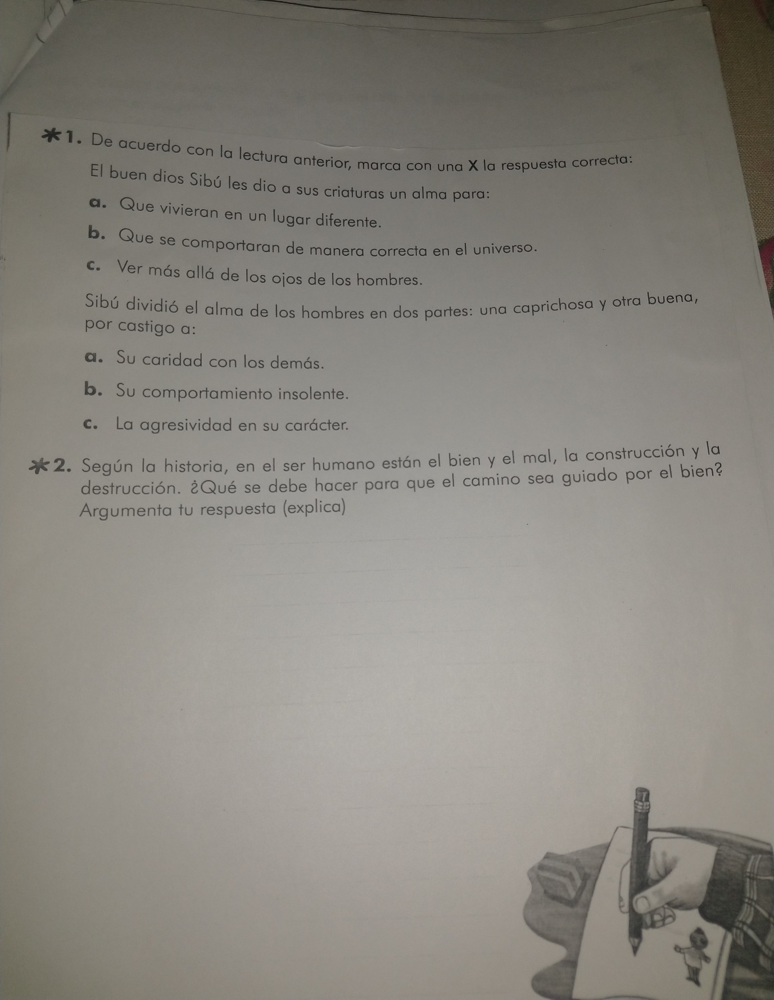 *1. De acuerdo con la lectura anterior, marca con una X la respuesta correcta:
El buen dios Sibú les dio a sus criaturas un alma para:
a. Que vivieran en un lugar diferente.
b. Que se comportaran de manera correcta en el universo.
c. Ver más allá de los ojos de los hombres.
Sibú dividió el alma de los hombres en dos partes: una caprichosa y otra buena,
por castigo a:
a. Su caridad con los demás.
b. Su comportamiento insolente.
c. La agresividad en su carácter.
*2. Según la historia, en el ser humano están el bien y el mal, la construcción y la
destrucción. ¿Qué se debe hacer para que el camino sea guiado por el bien?
Argumenta tu respuesta (explica)